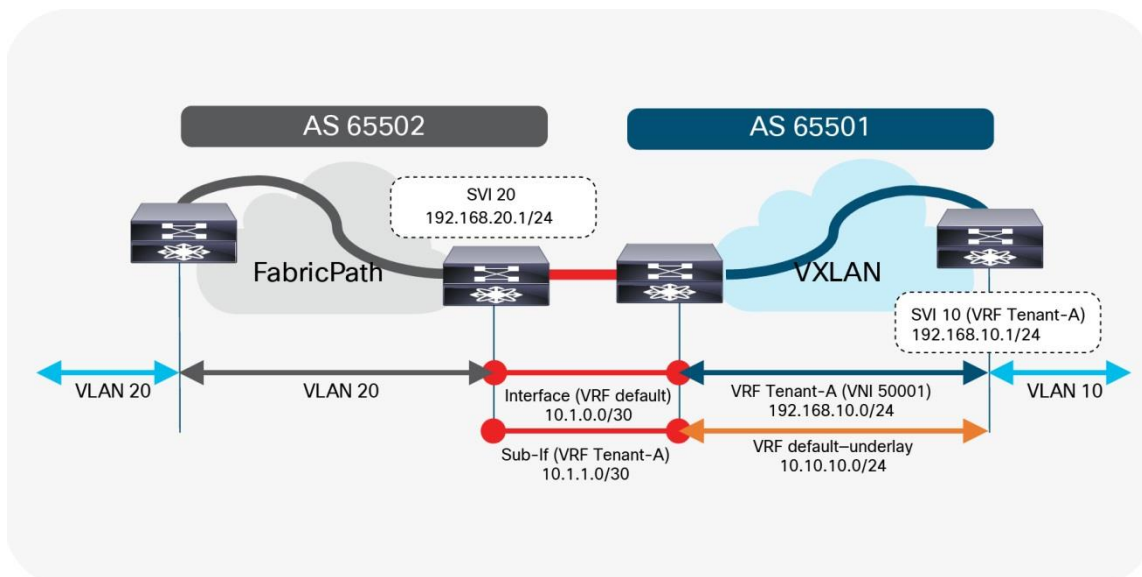 AS 65502
AS 65501
SVI 20
192.168.20.1/24
FabricPath
VXLAN
SVI 10 (VRF Tenant-A)
192.168.10.1/24
VLAN 20
VLAN 20
Interface (VRF default)
10.1.0.0/30
VRF Tenant-A (VNI 50001)
192.168.10.0/24
VLAN 10
Sub-If (VRF Tenant-A)
10.1.1.0/30
VRF default–underlay
10.10.10.0/24